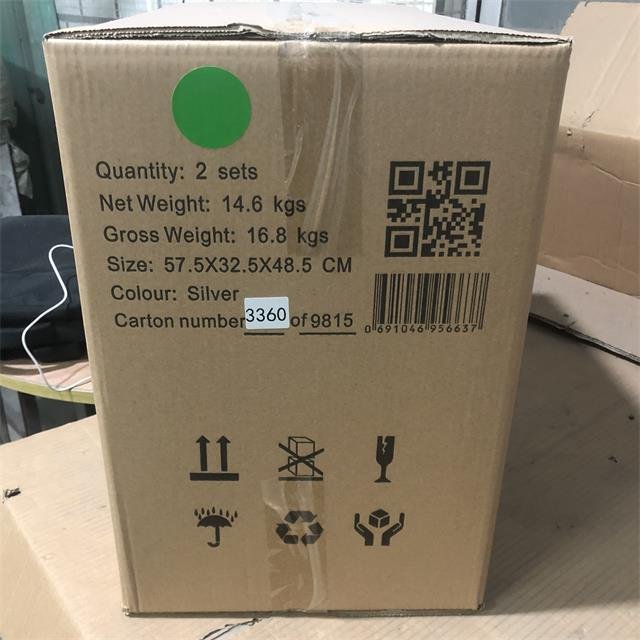 Quantity: 2 sets
Net Weight: 14.6 kgs
Gross Weight: 16.8 kgs
Size: 57.5X32.5X48.5 CM
Colour: Silver
Carton number 3360 of 9815
0 691046 956637